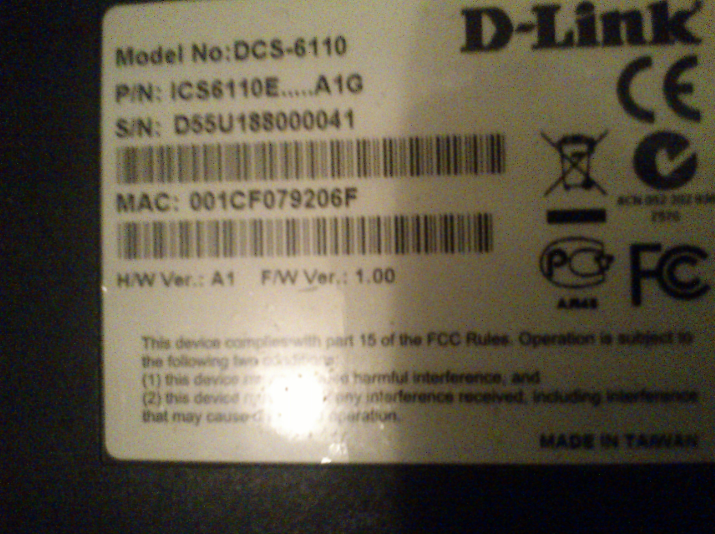 D-Link
Model No:DCS-6110
P/N: ICS6110E.....A1G
S/N: D55U188000041
MAC: 001CF079206F
H/W Ver.: A1 F/W Ver.: 1.00
CE
FC
This device complies with part 15 of the FCC Rules. Operation is subject to
the following two conditions:
(1) this device harmful interference, and
(2) this device any interference received, including interference
that may cause operation.
MADE IN TAIWAN